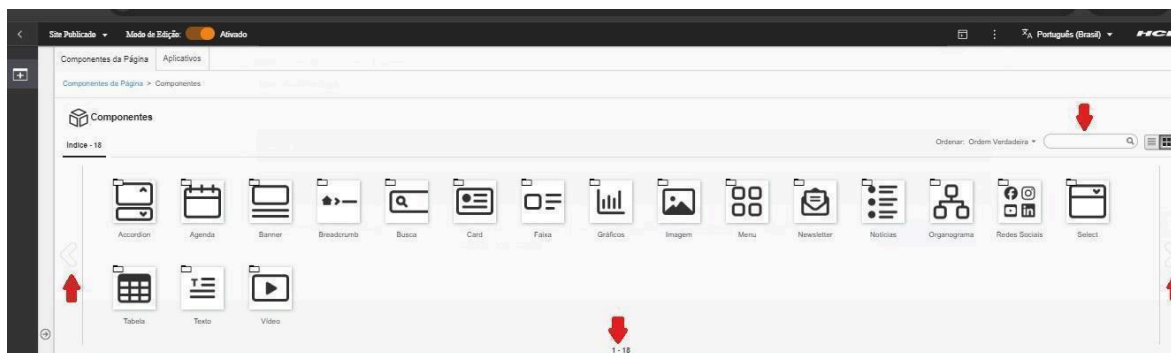 Site Publicado Modo de Edição: Ativado Português (Brasil) HCL
Componentes da Página Aplicativos
Componentes da Página > Componentes
Componentes
Indice - 18 Ordenar: Ordem Verdadeira
Accordion Agenda Banner Breadcrumb Busca Card Faixa Gráficos Imagem Menu Newsletter Notícias Organograma Redes Sociais Select
Tabela Texto Vídeo
1 - 18